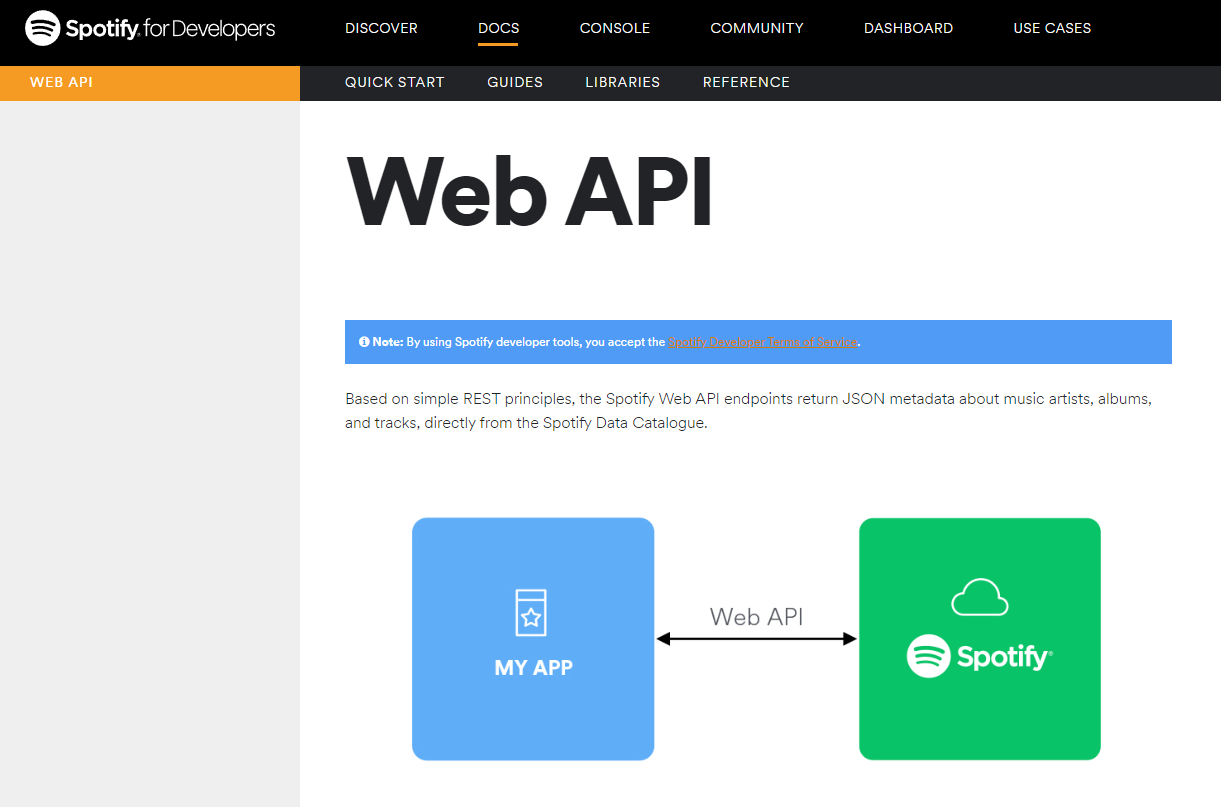 Spotify for Developers
DISCOVER DOCS CONSOLE COMMUNITY DASHBOARD USE CASES
WEB API
QUICK START GUIDES LIBRARIES REFERENCE
Web API
Note: By using Spotify developer tools, you accept the Spotify Developer Terms of Service.
Based on simple REST principles, the Spotify Web API endpoints return JSON metadata about music artists, albums,
and tracks, directly from the Spotify Data Catalogue.
MY APP
Web API
Spotify®